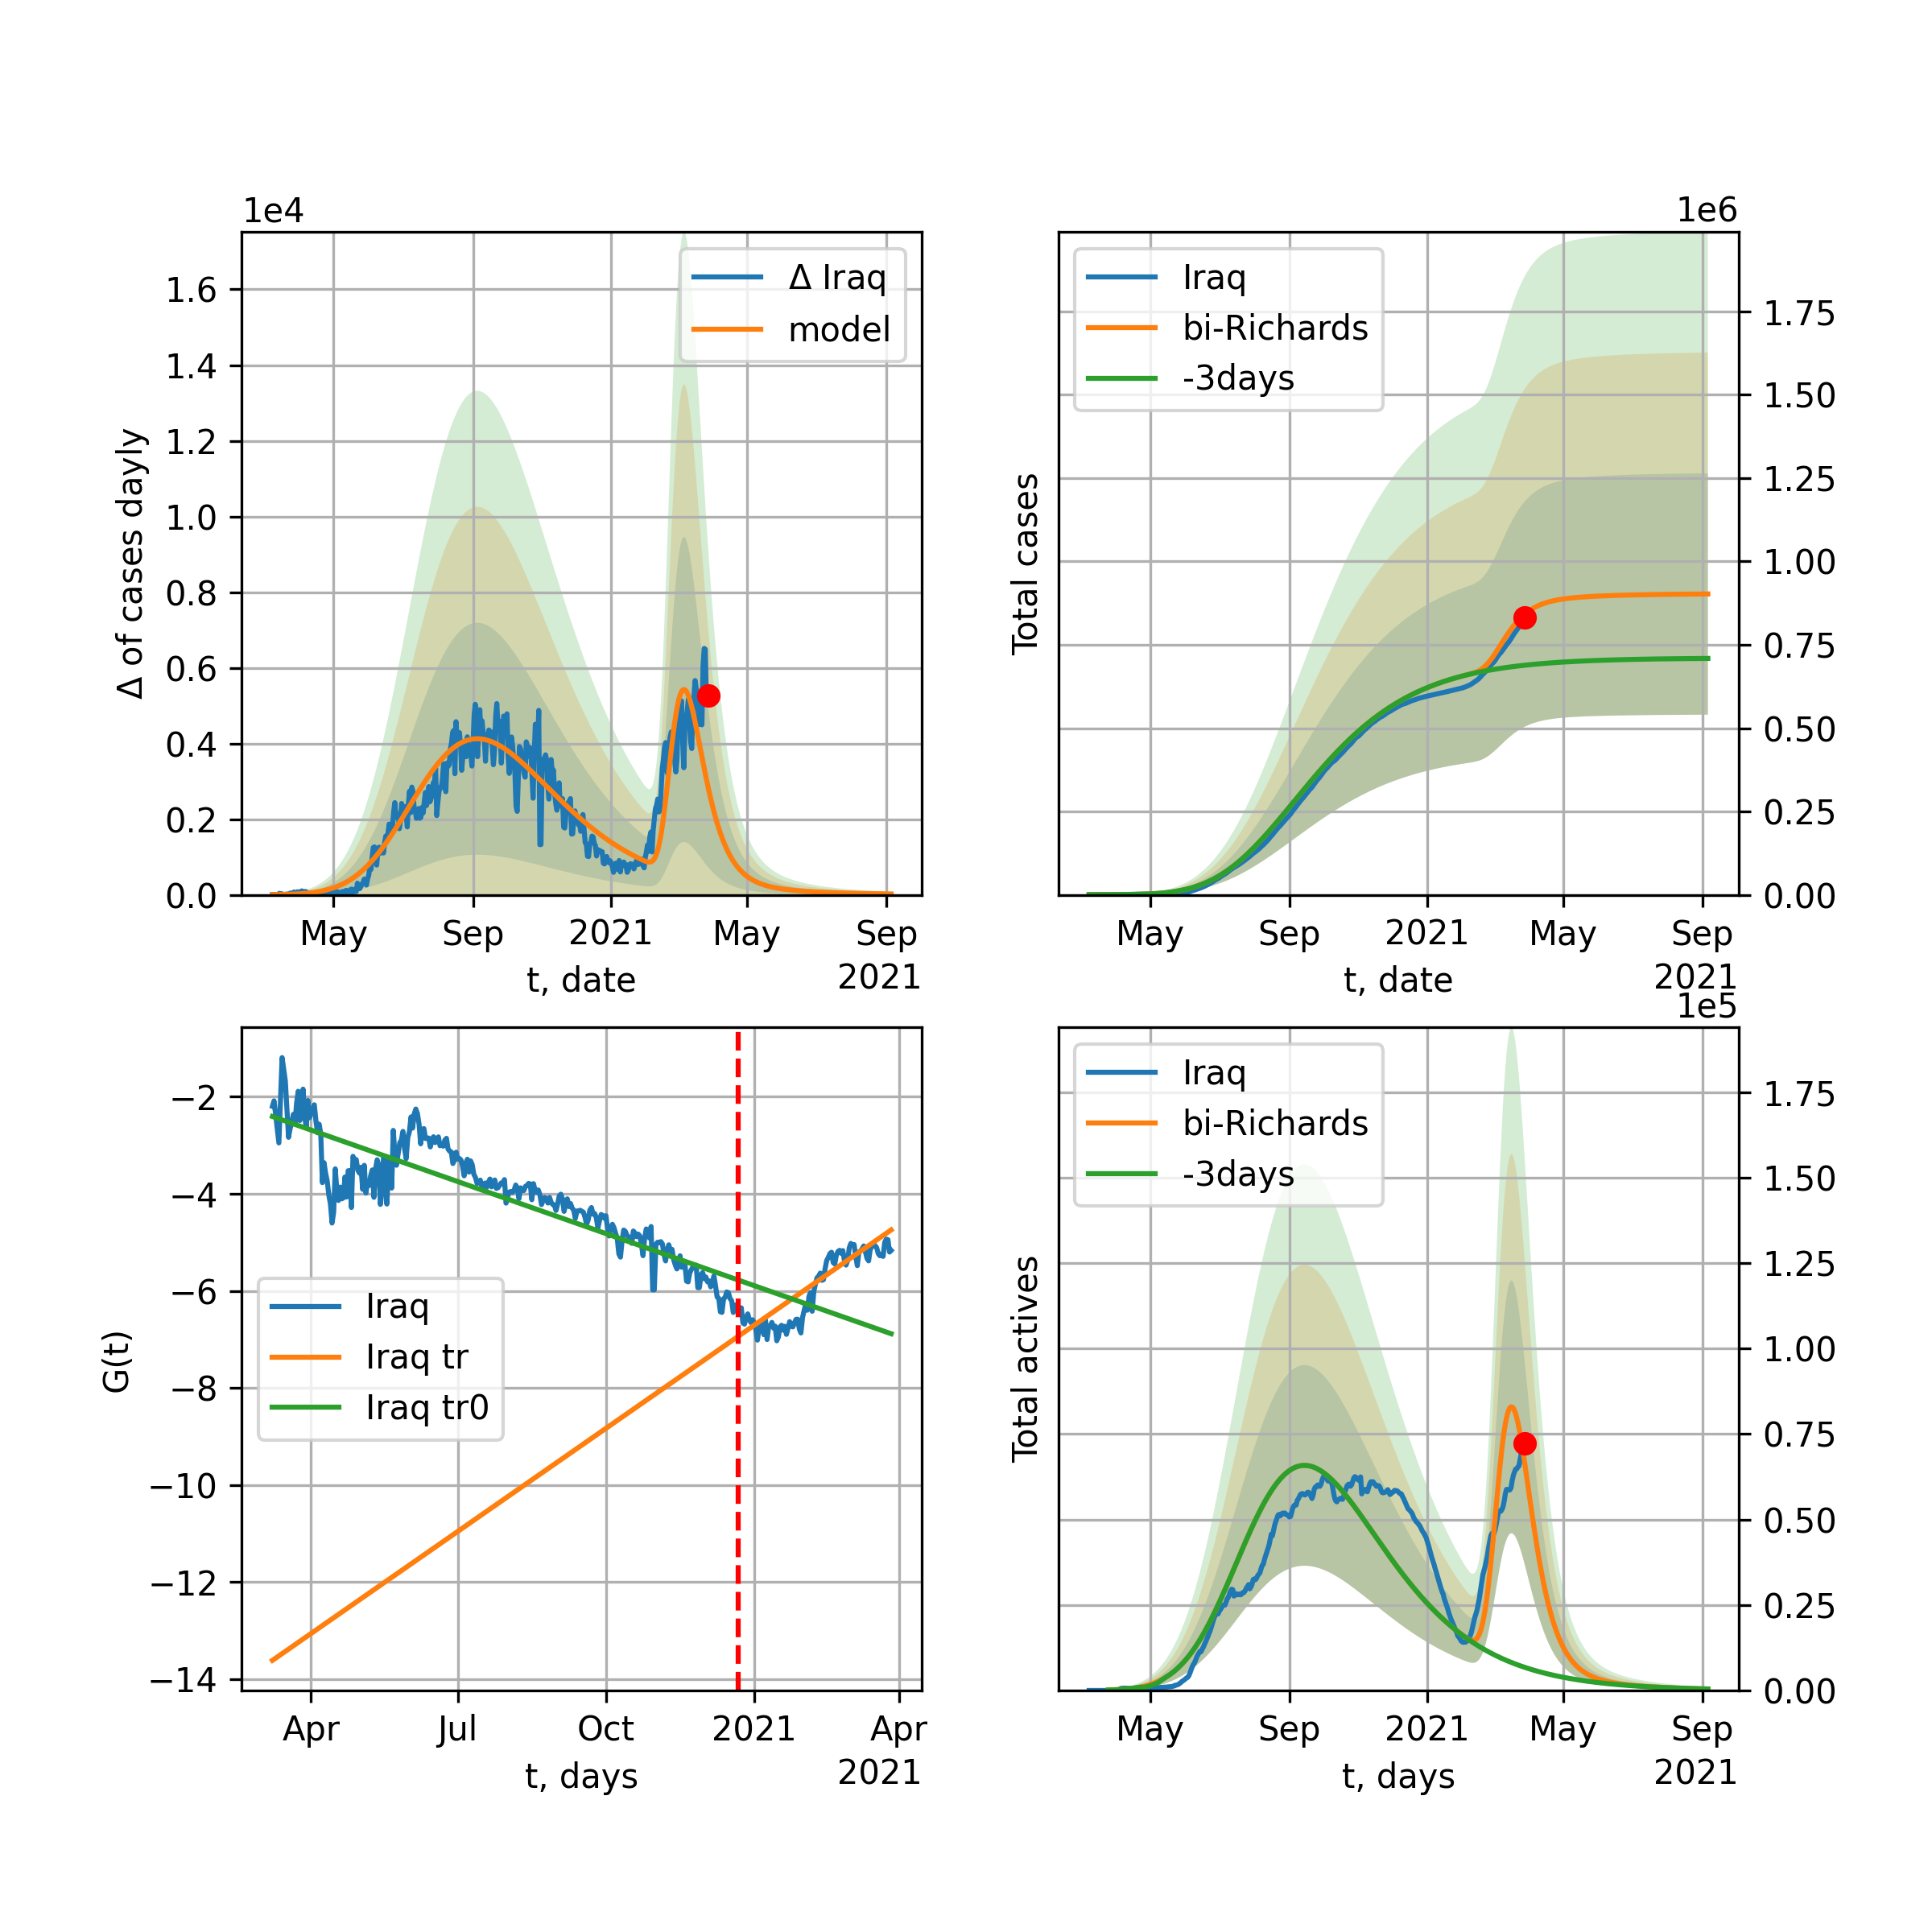 1e4
1.6
1.4
1.2
1.0
0.8
0.6
0.4
0.2
0.0
Δ of cases dayly
Δ Iraq
model
May Sep 2021 May Sep
t, date
2021
1e6
Iraq
bi-Richards
-3days
Total cases
1.75
1.50
1.25
1.00
0.75
0.50
0.25
0.00
May Sep 2021 May Sep
t, date
2021
−2
−4
−6
−8
−10
−12
−14
G(t)
Iraq
Iraq tr
Iraq tr0
Apr Jul Oct 2021 Apr
t, days
2021
1e5
Iraq
bi-Richards
-3days
Total actives
1.75
1.50
1.25
1.00
0.75
0.50
0.25
0.00
May Sep 2021 May Sep
t, days
2021